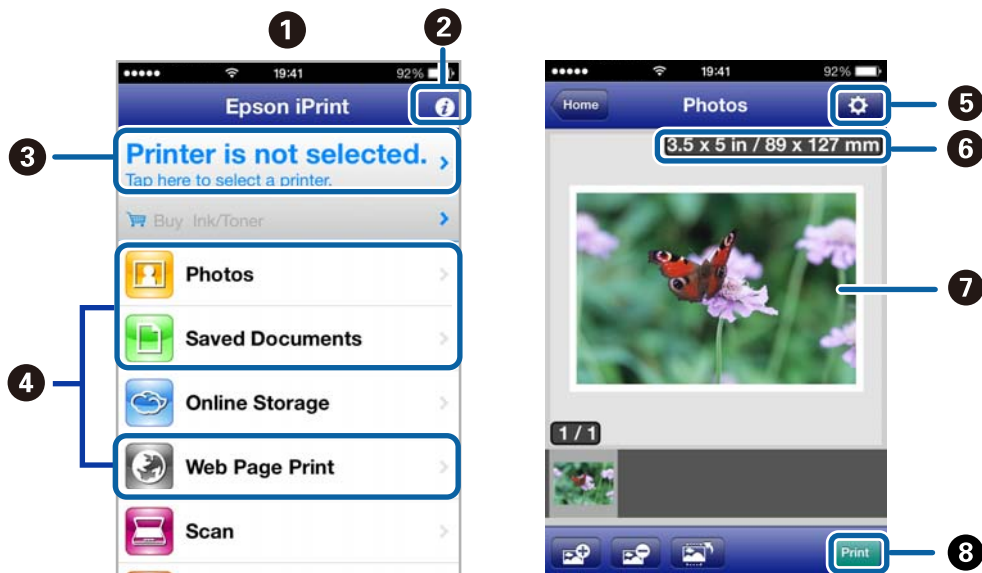 1
2
19:41
92%
Epson iPrint
i
3
Printer is not selected.
Tap here to select a printer.
Buy Ink/Toner
Photos
Saved Documents
4
Online Storage
Web Page Print
Scan
19:41
92%
Home
Photos
5
3.5 x 5 in / 89 x 127 mm
6
7
1 / 1
Print
8